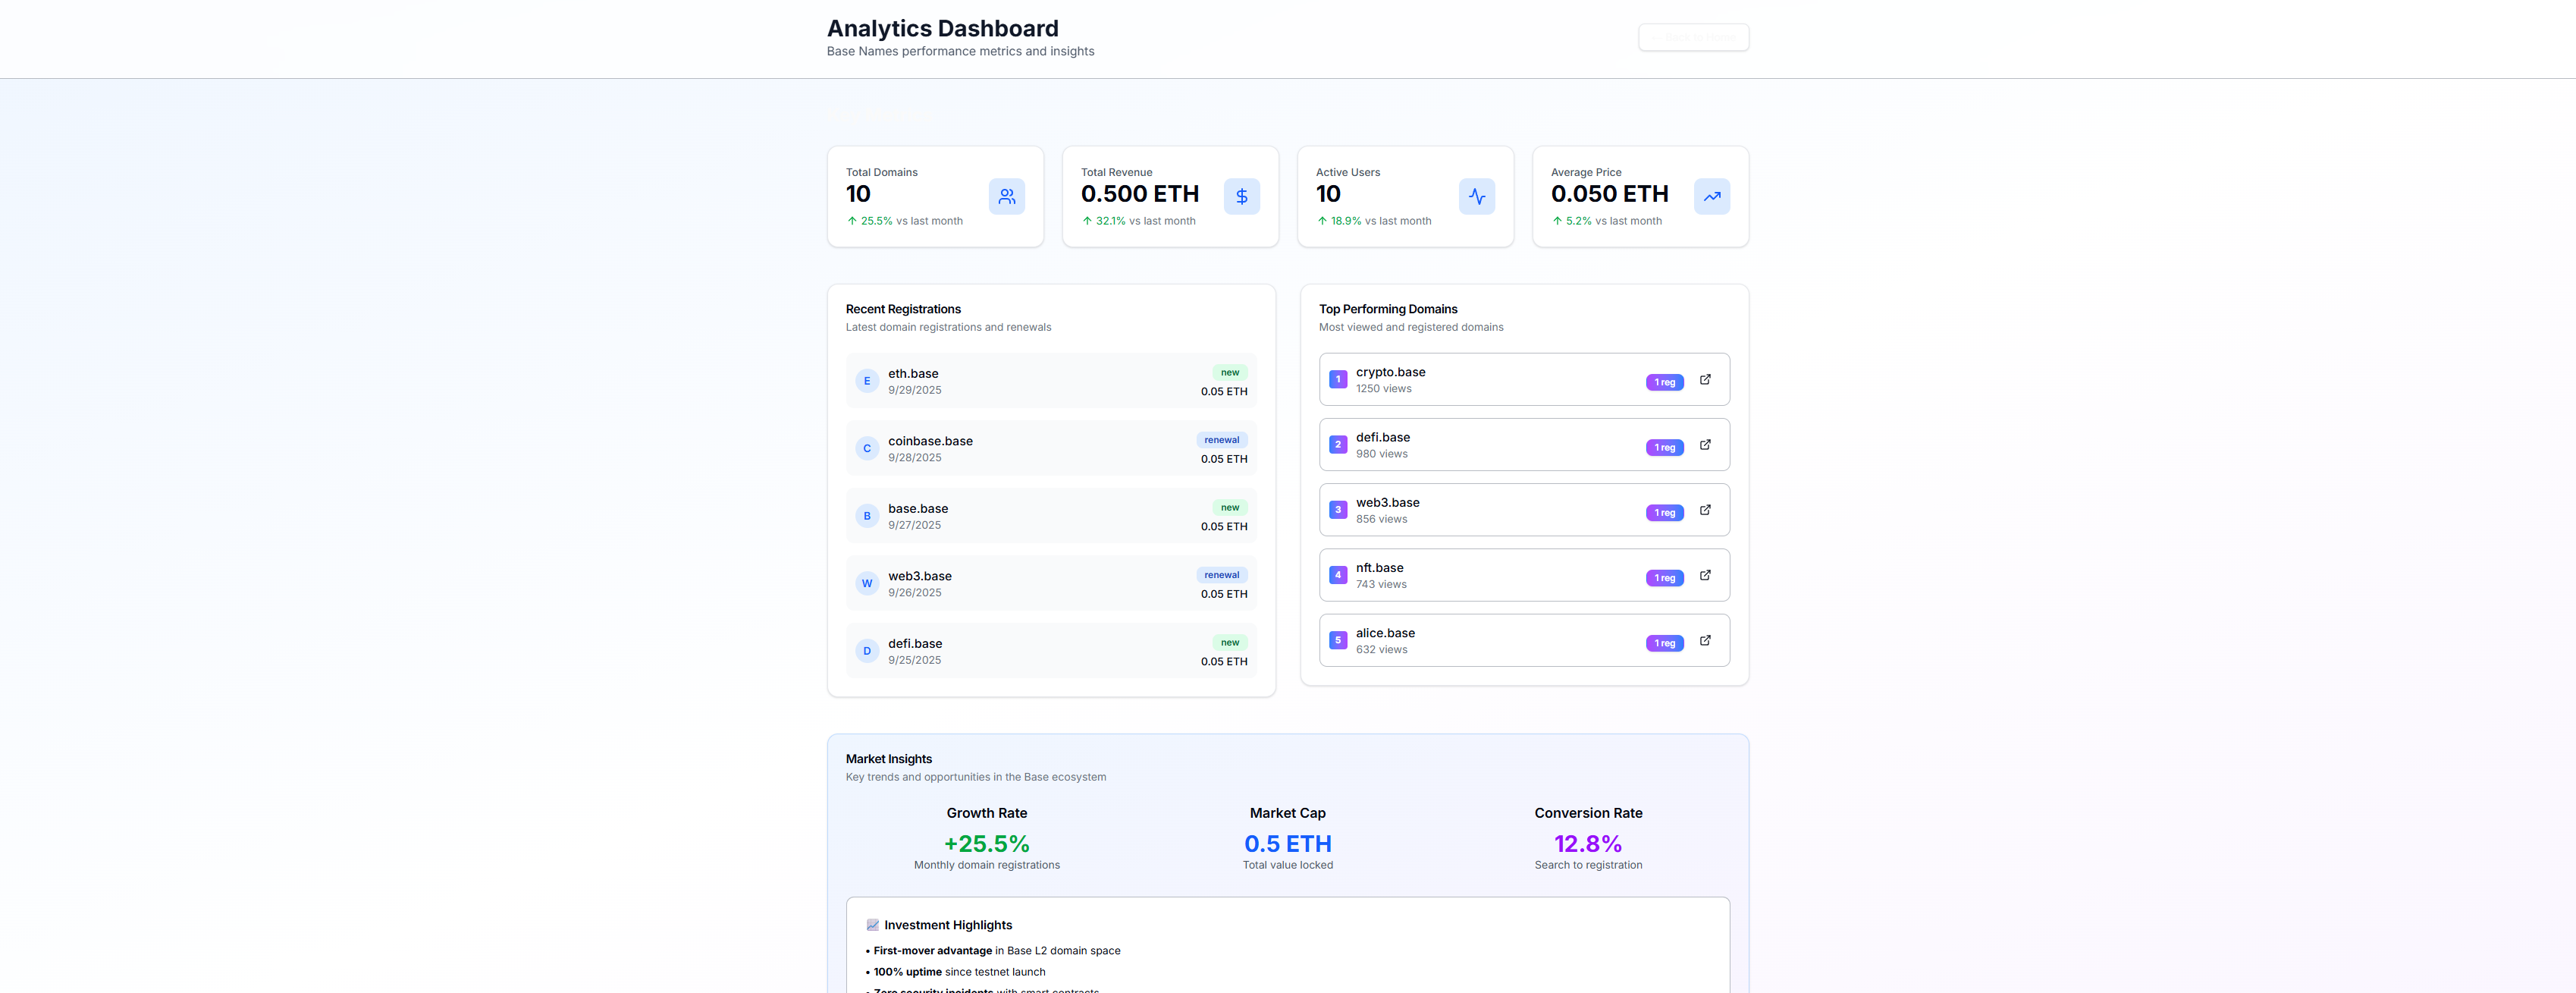 Analytics Dashboard
Base Names performance metrics and insights
Total Domains
10
25.5% vs last month
Total Revenue
0.500 ETH
32.1% vs last month
Active Users
10
18.9% vs last month
Average Price
0.050 ETH
5.2% vs last month
Recent Registrations
Latest domain registrations and renewals
E
eth.base
9/29/2025
new
0.05 ETH
C
coinbase.base
9/28/2025
renewal
0.05 ETH
B
base.base
9/27/2025
new
0.05 ETH
W
web3.base
9/26/2025
renewal
0.05 ETH
D
defi.base
9/25/2025
new
0.05 ETH
Top Performing Domains
Most viewed and registered domains
1
crypto.base
1250 views
1 reg
2
defi.base
980 views
1 reg
3
web3.base
856 views
1 reg
4
nft.base
743 views
1 reg
5
alice.base
632 views
1 reg
Market Insights
Key trends and opportunities in the Base ecosystem
Growth Rate
+25.5%
Monthly domain registrations
Market Cap
0.5 ETH
Total value locked
Conversion Rate
12.8%
Search to registration
Investment Highlights
• First-mover advantage in Base L2 domain space
• 100% uptime since testnet launch
• Zero security incidents with smart contracts